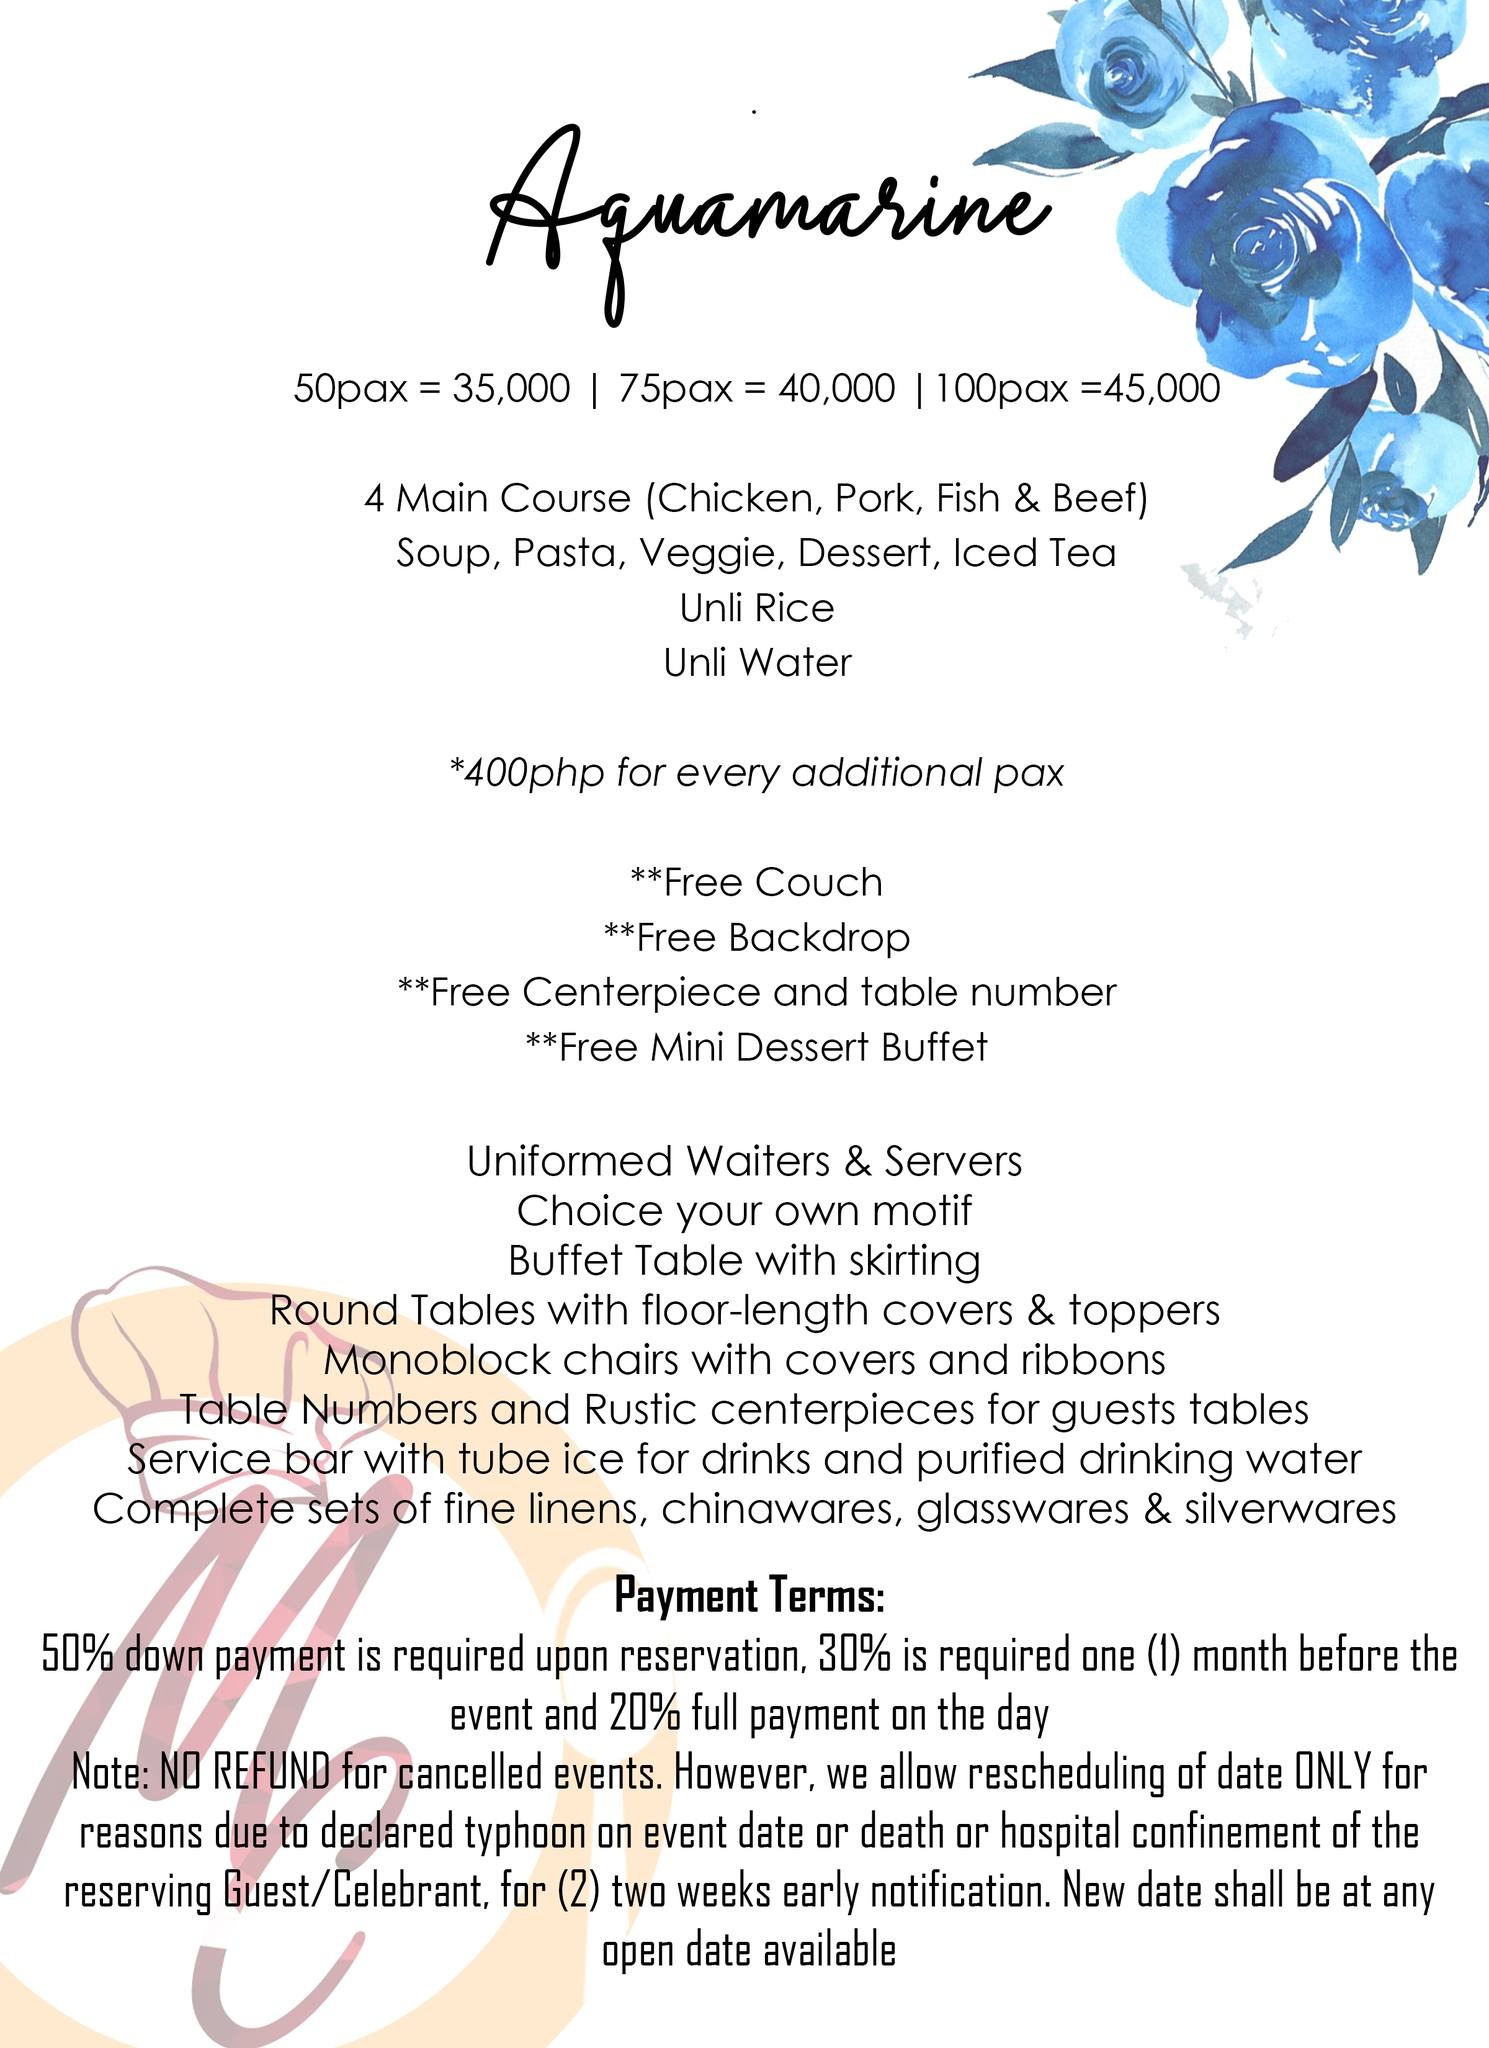 Aquamarine
50pax = 35,000 | 75pax = 40,000 |100pax =45,000
4 Main Course (Chicken, Pork, Fish & Beef)
Soup, Pasta, Veggie, Dessert, Iced Tea
Unli Rice
Unli Water
*400php for every additional pax
**Free Couch
**Free Backdrop
**Free Centerpiece and table number
**Free Mini Dessert Buffet
Uniformed Waiters & Servers
Choice your own motif
Buffet Table with skirting
Round Tables with floor-length covers & toppers
Monoblock chairs with covers and ribbons
Table Numbers and Rustic centerpieces for guests tables
Service bar with tube ice for drinks and purified drinking water
Complete sets of fine linens, chinawares, glasswares & silverwares
Payment Terms:
50% down payment is required upon reservation, 30% is required one (1) month before the
event and 20% full payment on the day
Note: NO REFUND for cancelled events. However, we allow rescheduling of date ONLY for
reasons due to declared typhoon on event date or death or hospital confinement of the
reserving Guest/Celebrant, for (2) two weeks early notification. New date shall be at any
open date available